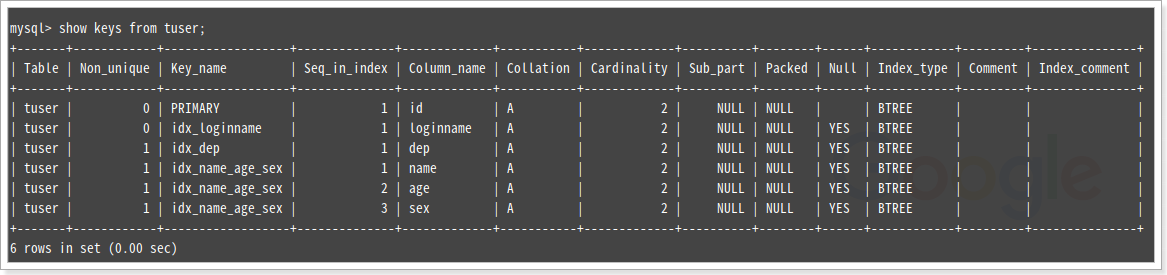 mysql> show keys from tuser;
+-------+------------+------------------+--------------+-------------+-----------+-------------+----------+--------+------+------------+---------+---------------+
| Table | Non_unique | Key_name         | Seq_in_index | Column_name | Collation | Cardinality | Sub_part | Packed | Null | Index_type | Comment | Index_comment |
+-------+------------+------------------+--------------+-------------+-----------+-------------+----------+--------+------+------------+---------+---------------+
| tuser |          0 | PRIMARY          |            1 | id          | A         |           2 |     NULL | NULL   |      | BTREE      |         |               |
| tuser |          0 | idx_loginname    |            1 | loginname   | A         |           2 |     NULL | NULL   | YES  | BTREE      |         |               |
| tuser |          1 | idx_dep          |            1 | dep         | A         |           2 |     NULL | NULL   | YES  | BTREE      |         |               |
| tuser |          1 | idx_name_age_sex |            1 | name        | A         |           2 |     NULL | NULL   | YES  | BTREE      |         |               |
| tuser |          1 | idx_name_age_sex |            2 | age         | A         |           2 |     NULL | NULL   | YES  | BTREE      |         |               |
| tuser |          1 | idx_name_age_sex |            3 | sex         | A         |           2 |     NULL | NULL   | YES  | BTREE      |         |               |
+-------+------------+------------------+--------------+-------------+-----------+-------------+----------+--------+------+------------+---------+---------------+
6 rows in set (0.00 sec)